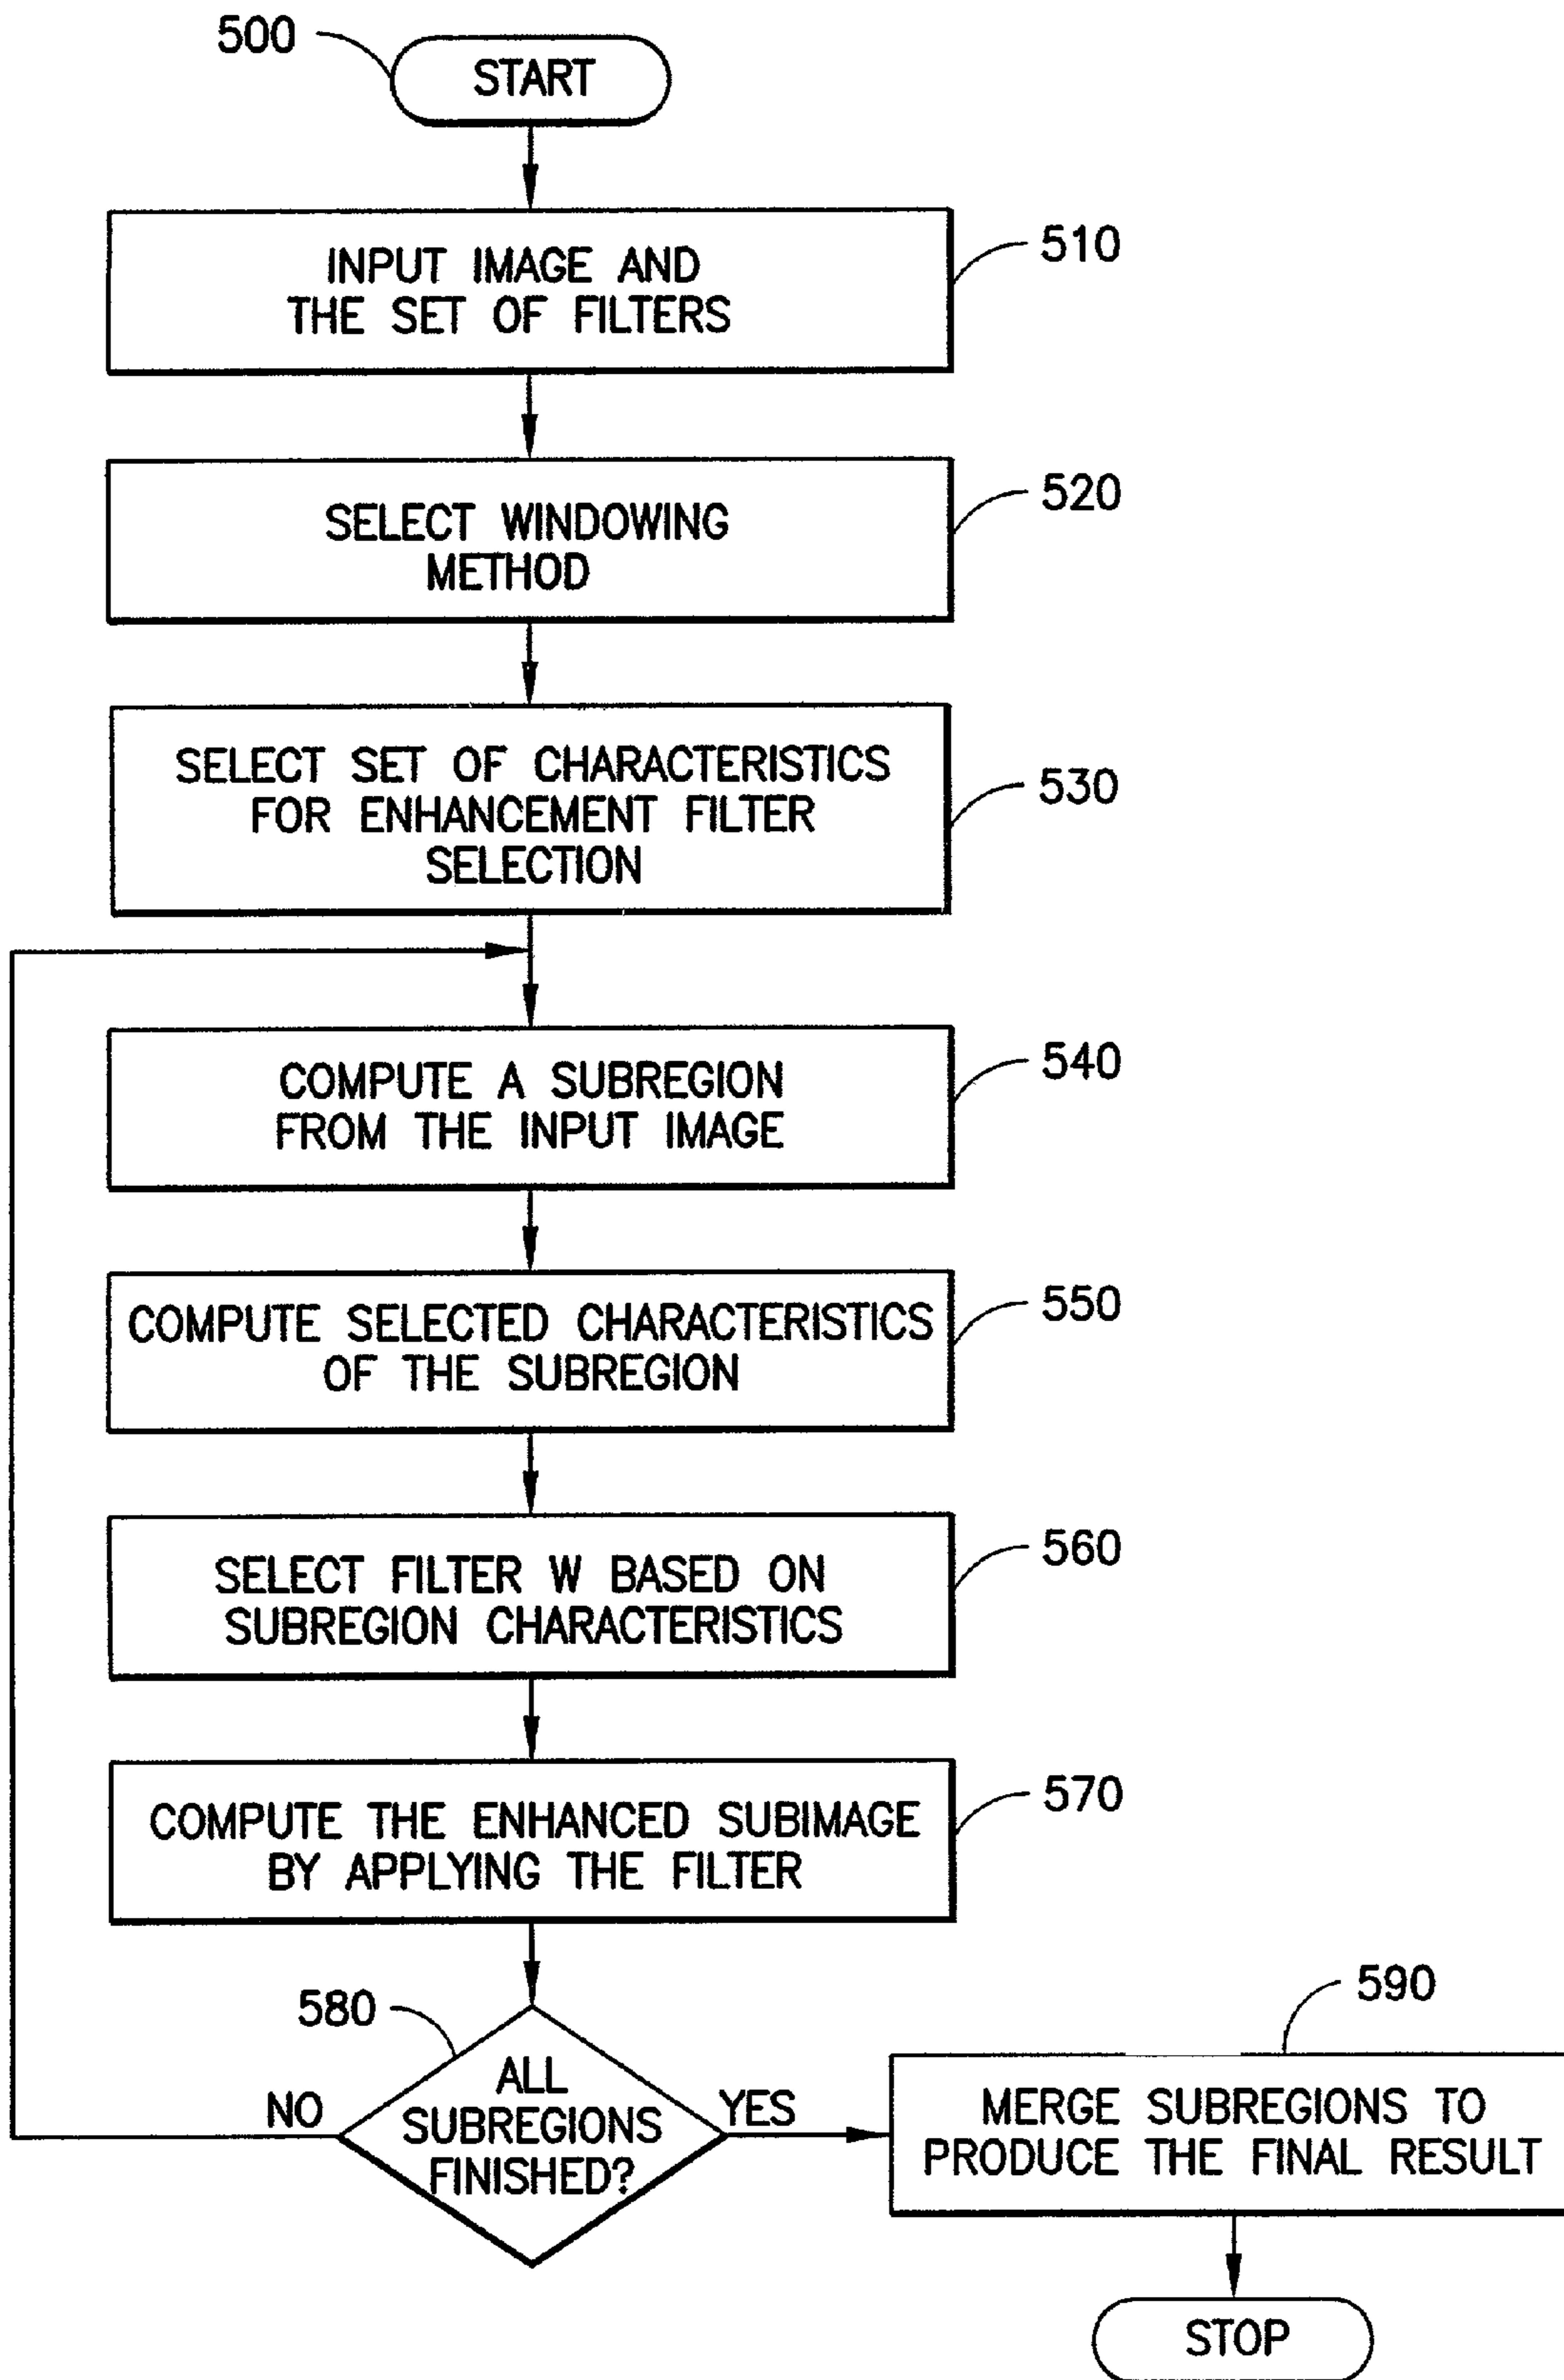 500
START
INPUT IMAGE AND
THE SET OF FILTERS
510
SELECT WINDOWING
METHOD
520
SELECT SET OF CHARACTERISTICS
FOR ENHANCEMENT FILTER
SELECTION
530
COMPUTE A SUBREGION
FROM THE INPUT IMAGE
540
COMPUTE SELECTED CHARACTERISTICS
OF THE SUBREGION
550
SELECT FILTER W BASED ON
SUBREGION CHARACTERISTICS
560
COMPUTE THE ENHANCED SUBIMAGE
BY APPLYING THE FILTER
570
580
ALL
SUBREGIONS
FINISHED?
NO
YES
590
MERGE SUBREGIONS TO
PRODUCE THE FINAL RESULT
STOP